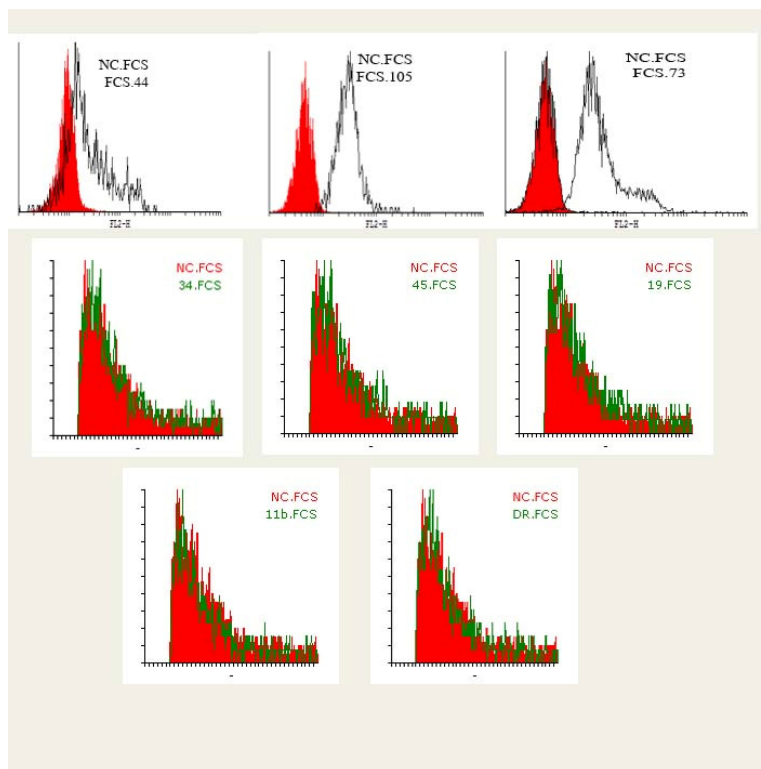 NC.FCS
FCS.44
FL2-H
NC.FCS
FCS.105
FL2-H
NC.FCS
FCS.73
FL2-H
NC.FCS
34.FCS
NC.FCS
45.FCS
NC.FCS
19.FCS
NC.FCS
11b.FCS
NC.FCS
DR.FCS